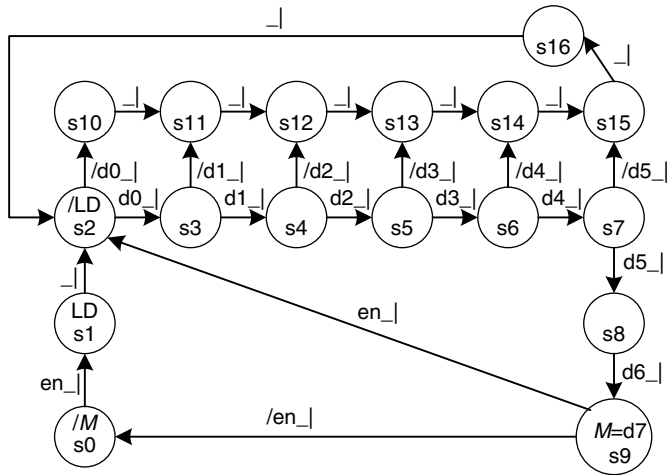 _|
s16
_| _| _| _| _| _|
s10 s11 s12 s13 s14 s15
/d0_| /d1_| /d2_| /d3_| /d4_| /d5_|
/LD d0_| d1_| d2_| d3_| d4_|
s2 s3 s4 s5 s6 s7
_| d5_|
LD en_|
s1 s8
en_| d6_|
/M /en_| M=d7
s0 s9